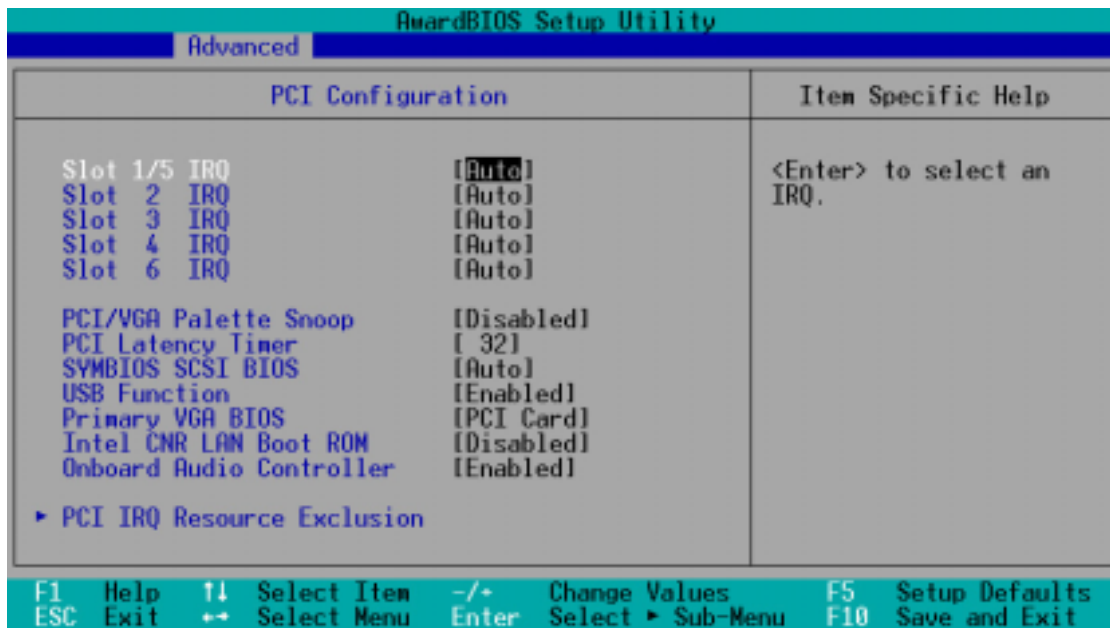 AwardBIOS Setup Utility
Advanced
PCI Configuration
Item Specific Help
Slot 1/5 IRQ [Auto]
Slot 2 IRQ [Auto]
Slot 3 IRQ [Auto]
Slot 4 IRQ [Auto]
Slot 6 IRQ [Auto]
PCI/VGA Palette Snoop [Disabled]
PCI Latency Timer [ 32]
SYMBIOS SCSI BIOS [Auto]
USB Function [Enabled]
Primary VGA BIOS [PCI Card]
Intel CNR LAN Boot ROM [Disabled]
Onboard Audio Controller [Enabled]
▸ PCI IRQ Resource Exclusion
<Enter> to select an
IRQ.
F1 Help ↑↓ Select Item -/+ Change Values F5 Setup Defaults
ESC Exit ←→ Select Menu Enter Select ▸ Sub-Menu F10 Save and Exit